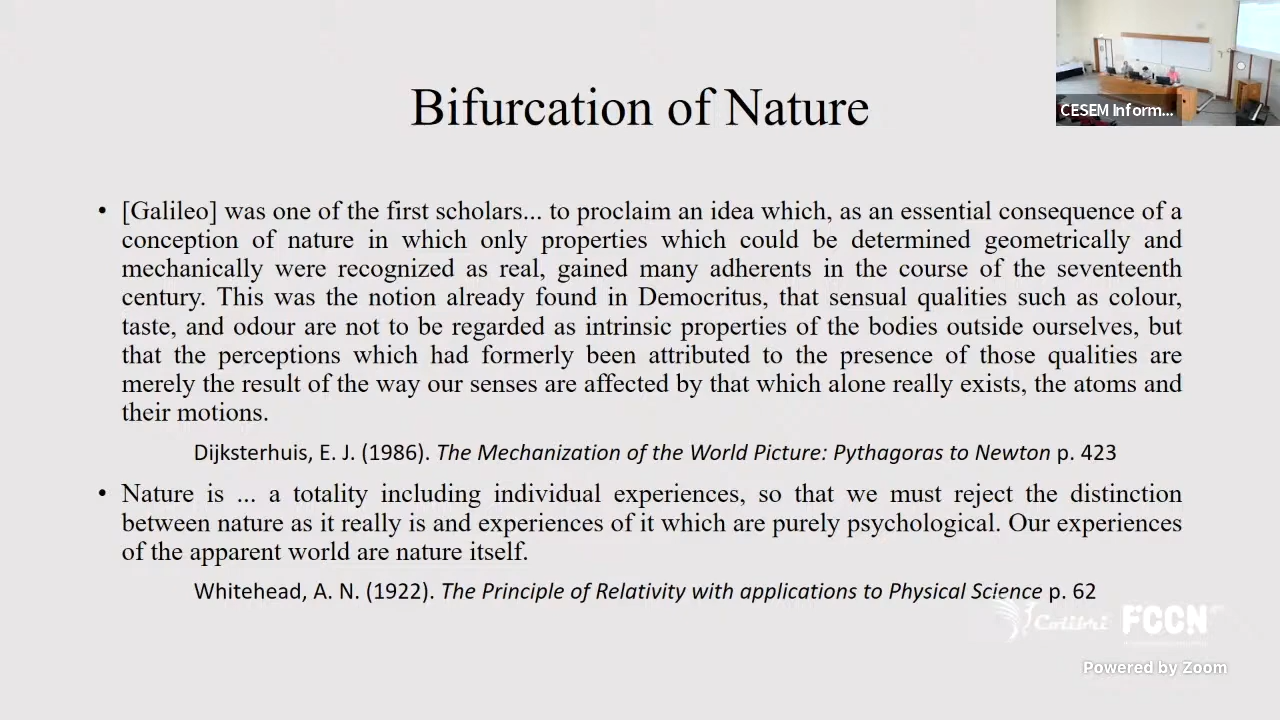 Bifurcation of Nature
CESEM Inform...
• [Galileo] was one of the first scholars... to proclaim an idea which, as an essential consequence of a
conception of nature in which only properties which could be determined geometrically and
mechanically were recognized as real, gained many adherents in the course of the seventeenth
century. This was the notion already found in Democritus, that sensual qualities such as colour,
taste, and odour are not to be regarded as intrinsic properties of the bodies outside ourselves, but
that the perceptions which had formerly been attributed to the presence of those qualities are
merely the result of the way our senses are affected by that which alone really exists, the atoms and
their motions.
Dijksterhuis, E. J. (1986). The Mechanization of the World Picture: Pythagoras to Newton p. 423
• Nature is ... a totality including individual experiences, so that we must reject the distinction
between nature as it really is and experiences of it which are purely psychological. Our experiences
of the apparent world are nature itself.
Whitehead, A. N. (1922). The Principle of Relativity with applications to Physical Science p. 62
Colibri FCCN
Powered by Zoom